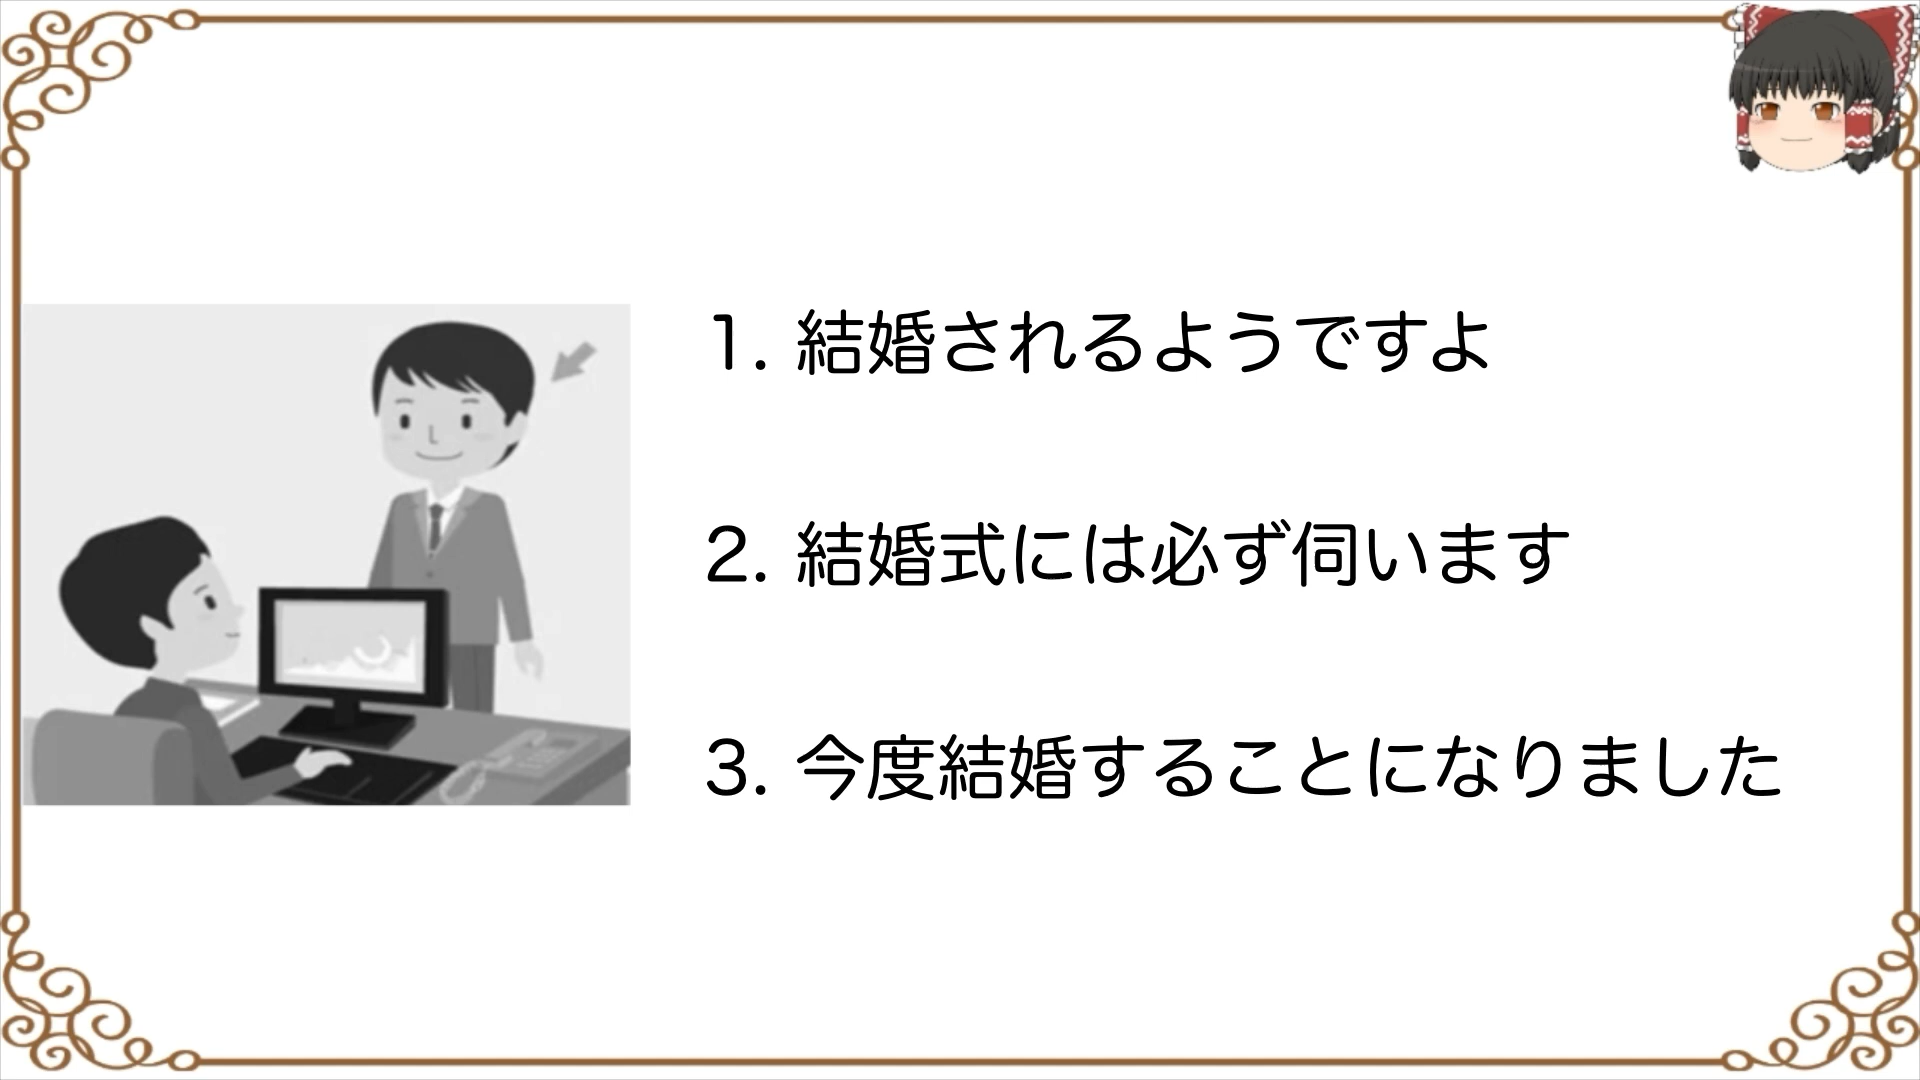 1. 結婚されるようですよ
2. 結婚式には必ず伺います
3. 今度結婚することになりました